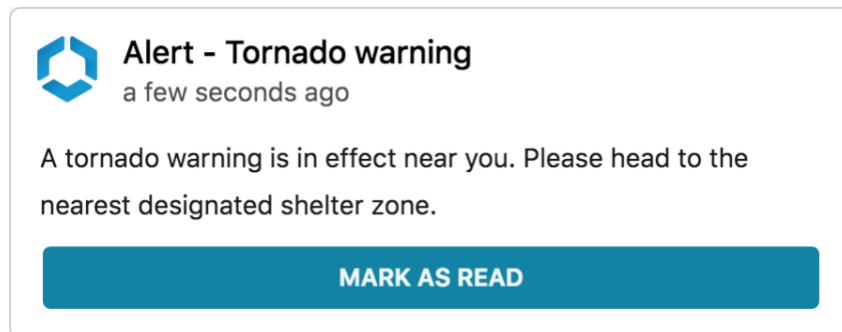 Alert - Tornado warning
a few seconds ago
A tornado warning is in effect near you. Please head to the
nearest designated shelter zone.
MARK AS READ